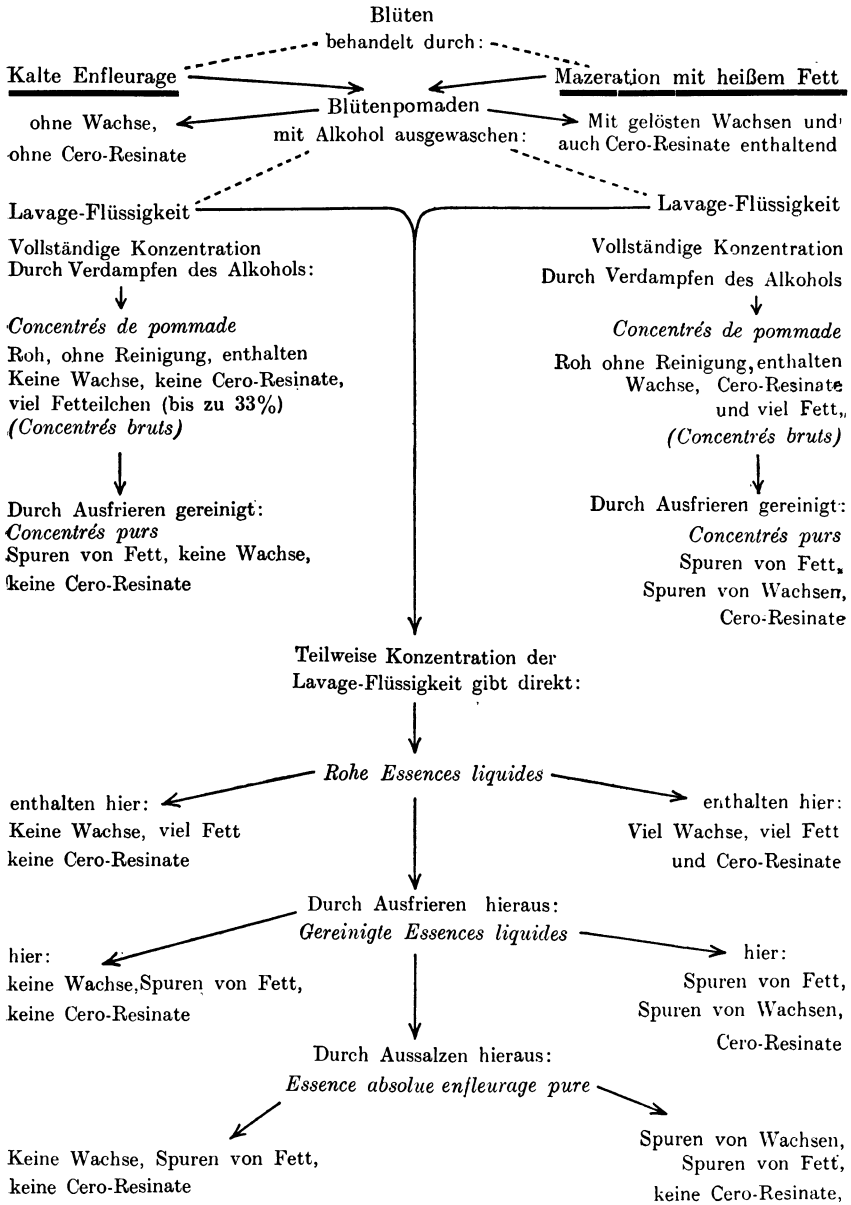 Blüten
behandelt durch:
Kalte Enfleurage
Mazeration mit heißem Fett
Blütenpomaden
mit Alkohol ausgewaschen:
ohne Wachse,
ohne Cero-Resinate
Mit gelösten Wachsen und
auch Cero-Resinate enthaltend
Lavage-Flüssigkeit
Vollständige Konzentration
Durch Verdampfen des Alkohols:
Concentrés de pommade
Roh, ohne Reinigung, enthalten
Keine Wachse, keine Cero-Resinate,
viel Fetteilchen (bis zu 33%)
(Concentrés bruts)
Durch Ausfrieren gereinigt:
Concentrés purs
Spuren von Fett, keine Wachse,
keine Cero-Resinate
Lavage-Flüssigkeit
Vollständige Konzentration
Durch Verdampfen des Alkohols
Concentrés de pommade
Roh ohne Reinigung, enthalten
Wachse, Cero-Resinate
und viel Fett,
(Concentrés bruts)
Durch Ausfrieren gereinigt:
Concentrés purs
Spuren von Fett,
Spuren von Wachsen,
Cero-Resinate
Teilweise Konzentration der
Lavage-Flüssigkeit gibt direkt:
Rohe Essences liquides
enthalten hier:
Keine Wachse, viel Fett
keine Cero-Resinate
enthalten hier:
Viel Wachse, viel Fett
und Cero-Resinate
Durch Ausfrieren hieraus:
Gereinigte Essences liquides
hier:
keine Wachse, Spuren von Fett,
keine Cero-Resinate
hier:
Spuren von Fett,
Spuren von Wachsen,
Cero-Resinate
Durch Aussalzen hieraus:
Essence absolue enfleurage pure
Keine Wachse, Spuren von Fett,
keine Cero-Resinate
Spuren von Wachsen,
Spuren von Fett,
keine Cero-Resinate,